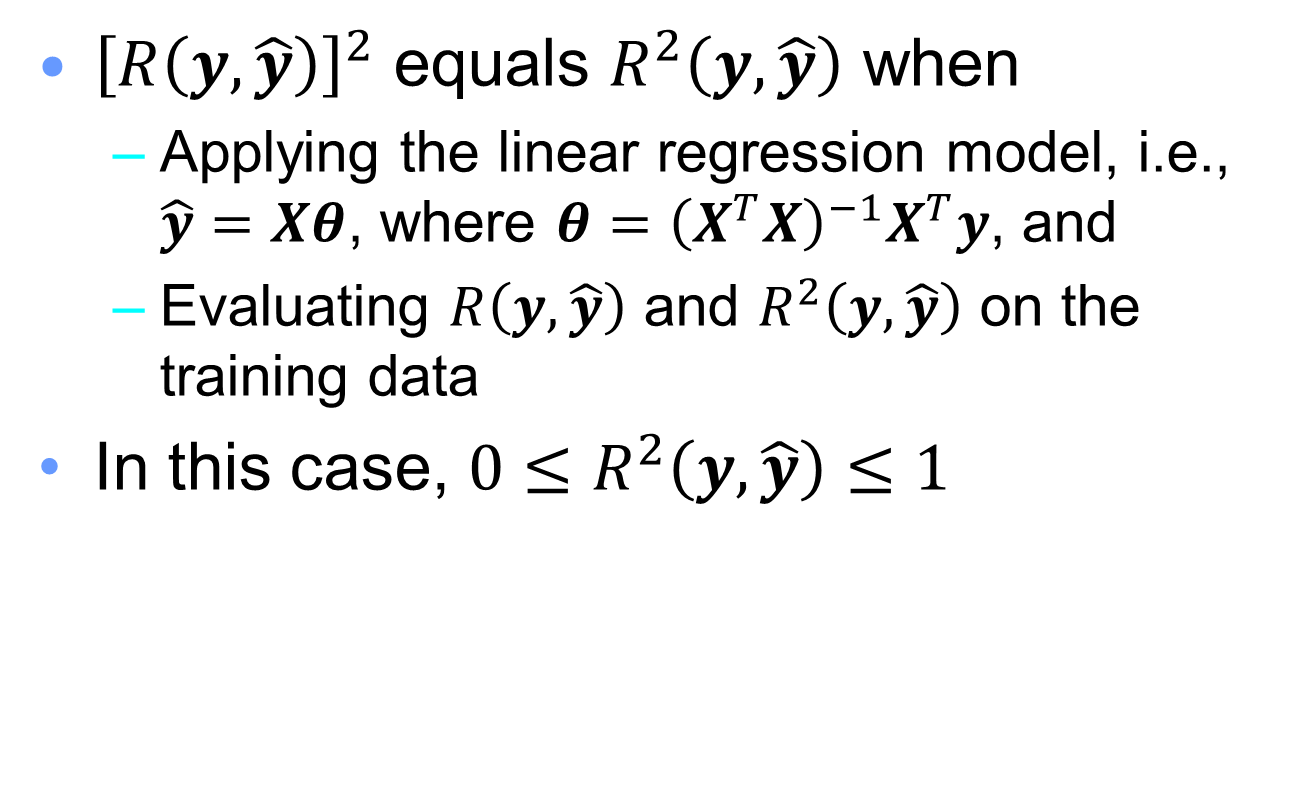 • [R(y, ŷ)]² equals R²(y, ŷ) when
– Applying the linear regression model, i.e.,
ŷ = Xθ, where θ = (XᵀX)⁻¹Xᵀy, and
– Evaluating R(y, ŷ) and R²(y, ŷ) on the
training data
• In this case, 0 ≤ R²(y, ŷ) ≤ 1